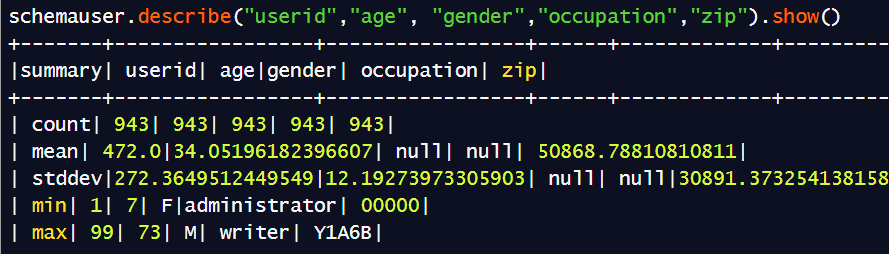 schemauser.describe("userid","age", "gender","occupation","zip").show()
+-------+-----------------+-----------------+------+-------------+---------
|summary| userid| age|gender| occupation| zip|
+-------+-----------------+-----------------+------+-------------+---------
| count| 943| 943| 943| 943| 943|
| mean| 472.0|34.05196182396607| null| null| 50868.78810810811|
| stddev|272.3649512449549|12.19273973305903| null| null|30891.373254138158
| min| 1| 7| F|administrator| 00000|
| max| 99| 73| M| writer| Y1A6B|